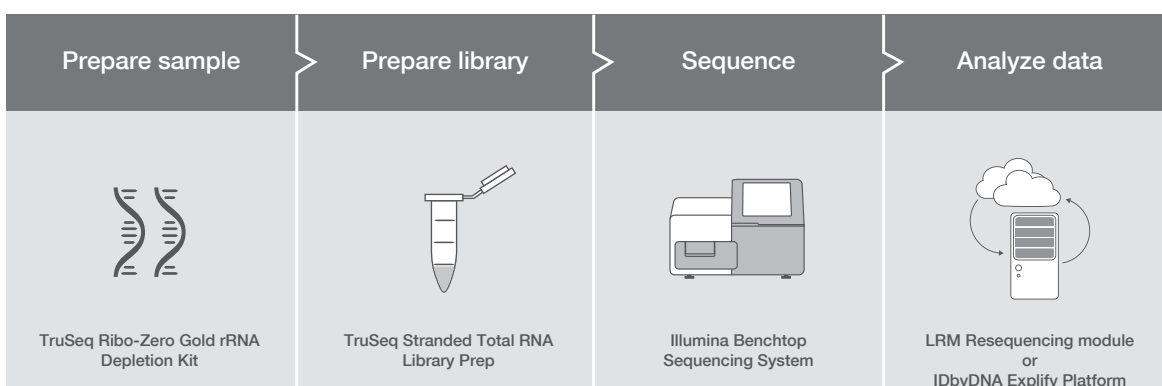 Prepare sample
Prepare library
Sequence
Analyze data
TruSeq Ribo-Zero Gold rRNA
Depletion Kit
TruSeq Stranded Total RNA
Library Prep
Illumina Benchtop
Sequencing System
LRM Resequencing module
or
IDbyDNA Explify Platform